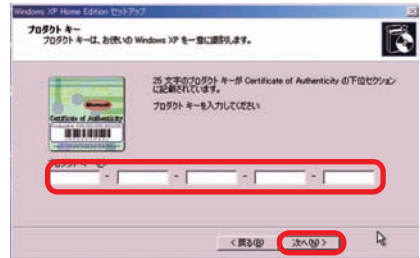 Windows XP Home Edition セットアップ
プロダクト キー
プロダクト キーは、お使いの Windows XP を一意に識別します。
25 文字のプロダクト キーが Certificate of Authenticity の下位セクション
に記載されています。
プロダクト キーを入力してください
Microsoft
Certificate of Authenticity
プロダクト キー(P):
- - - -
< 戻る(B)
次へ(N) >